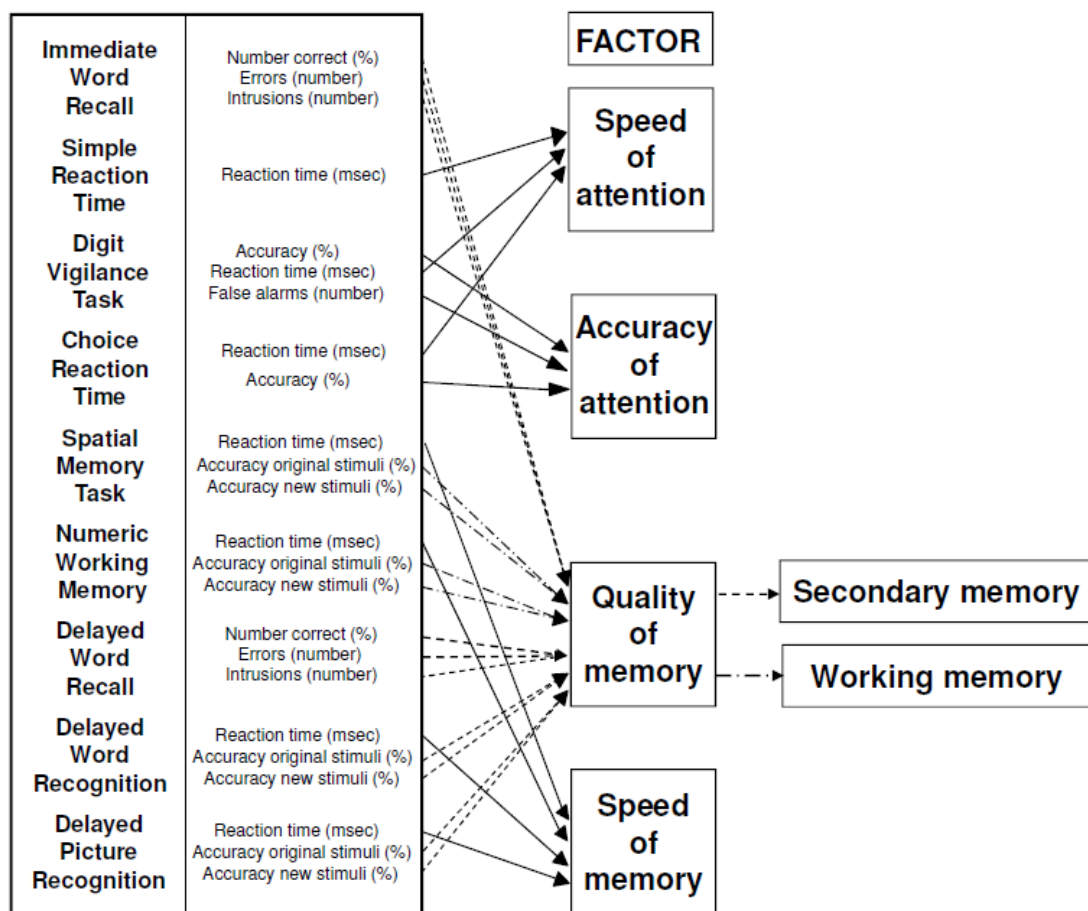 Immediate
Word
Recall
Number correct (%)
Errors (number)
Intrusions (number)
Simple
Reaction
Time
Reaction time (msec)
Digit
Vigilance
Task
Accuracy (%)
Reaction time (msec)
False alarms (number)
Choice
Reaction
Time
Reaction time (msec)
Accuracy (%)
Spatial
Memory
Task
Reaction time (msec)
Accuracy original stimuli (%)
Accuracy new stimuli (%)
Numeric
Working
Memory
Reaction time (msec)
Accuracy original stimuli (%)
Accuracy new stimuli (%)
Delayed
Word
Recall
Number correct (%)
Errors (number)
Intrusions (number)
Delayed
Word
Recognition
Reaction time (msec)
Accuracy original stimuli (%)
Accuracy new stimuli (%)
Delayed
Picture
Recognition
Reaction time (msec)
Accuracy original stimuli (%)
Accuracy new stimuli (%)
FACTOR
Speed
of
attention
Accuracy
of
attention
Quality
of
memory
Speed
of
memory
Secondary memory
Working memory